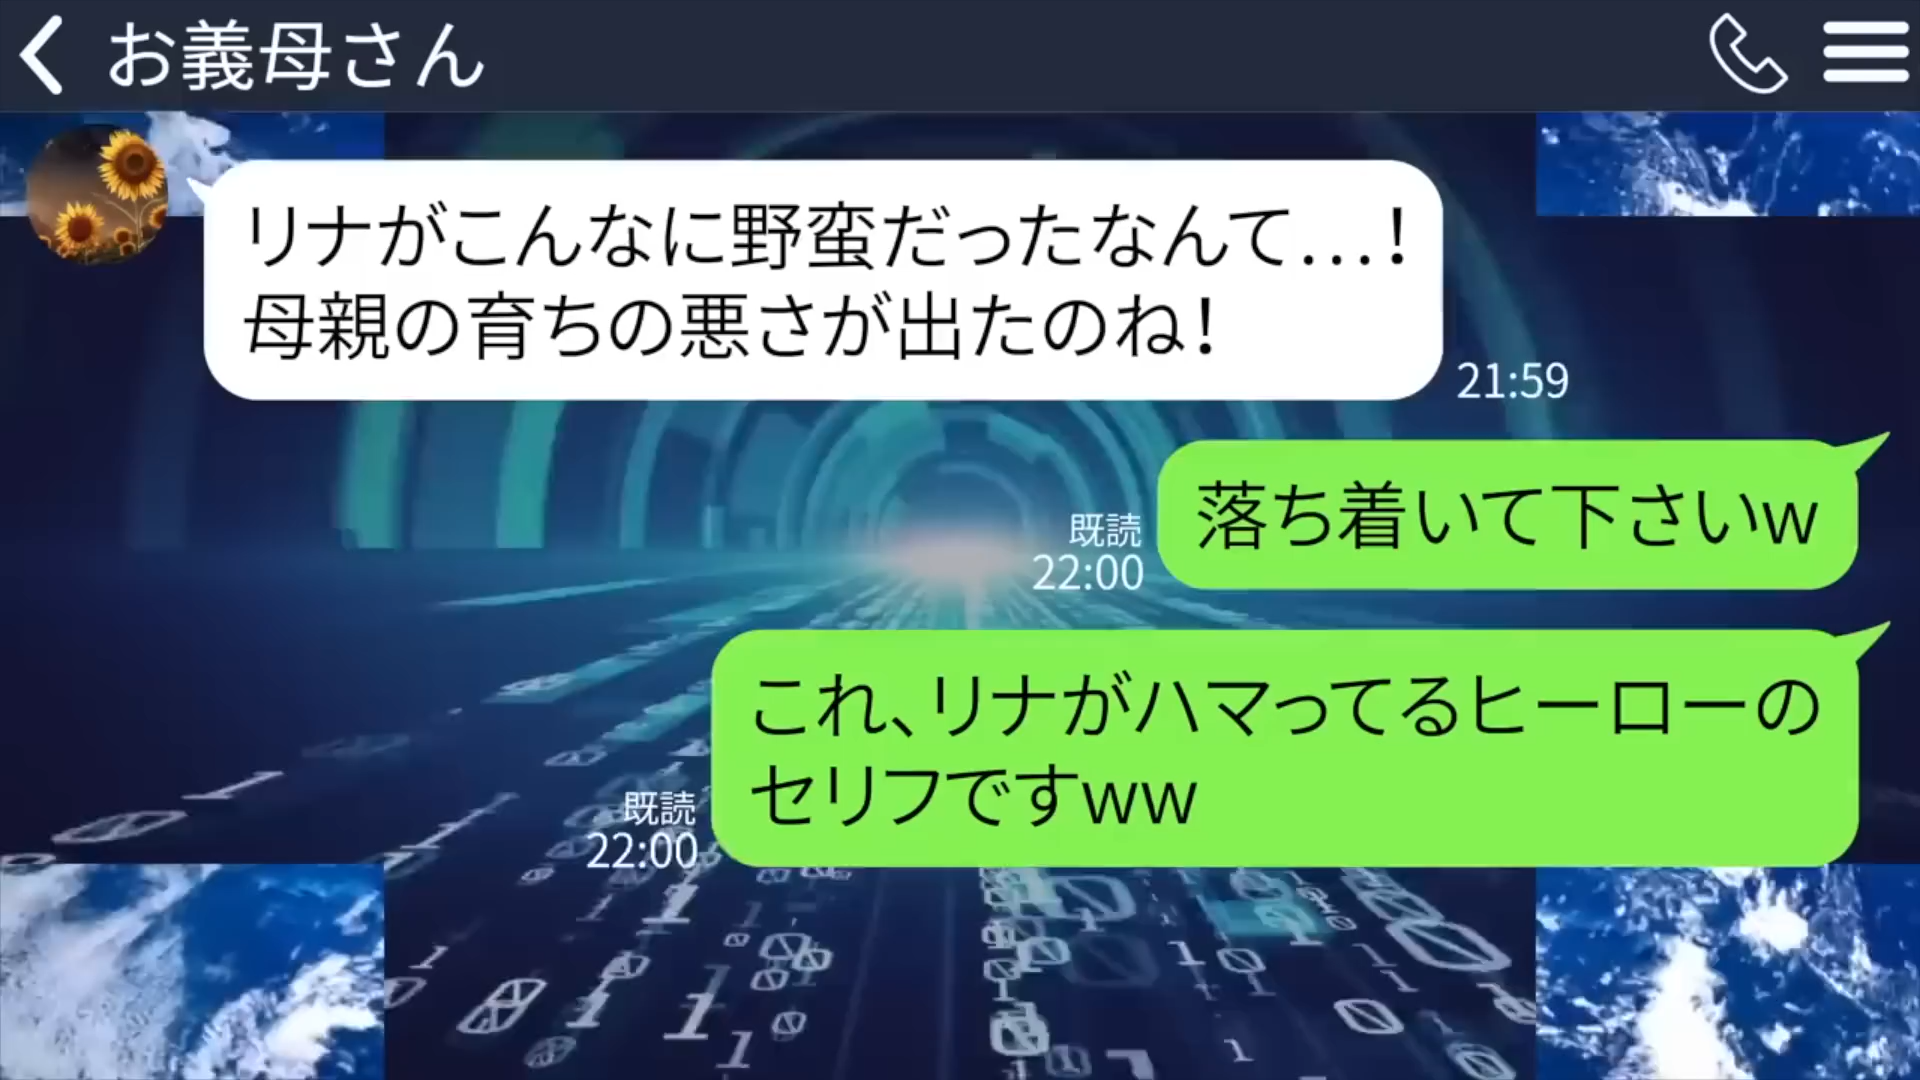 お義母さん
リナがこんなに野蛮だったなんて…！
母親の育ちの悪さが出たのね！
21:59
落ち着いて下さいw
既読
22:00
これ、リナがハマってるヒーローの
セリフですww
既読
22:00